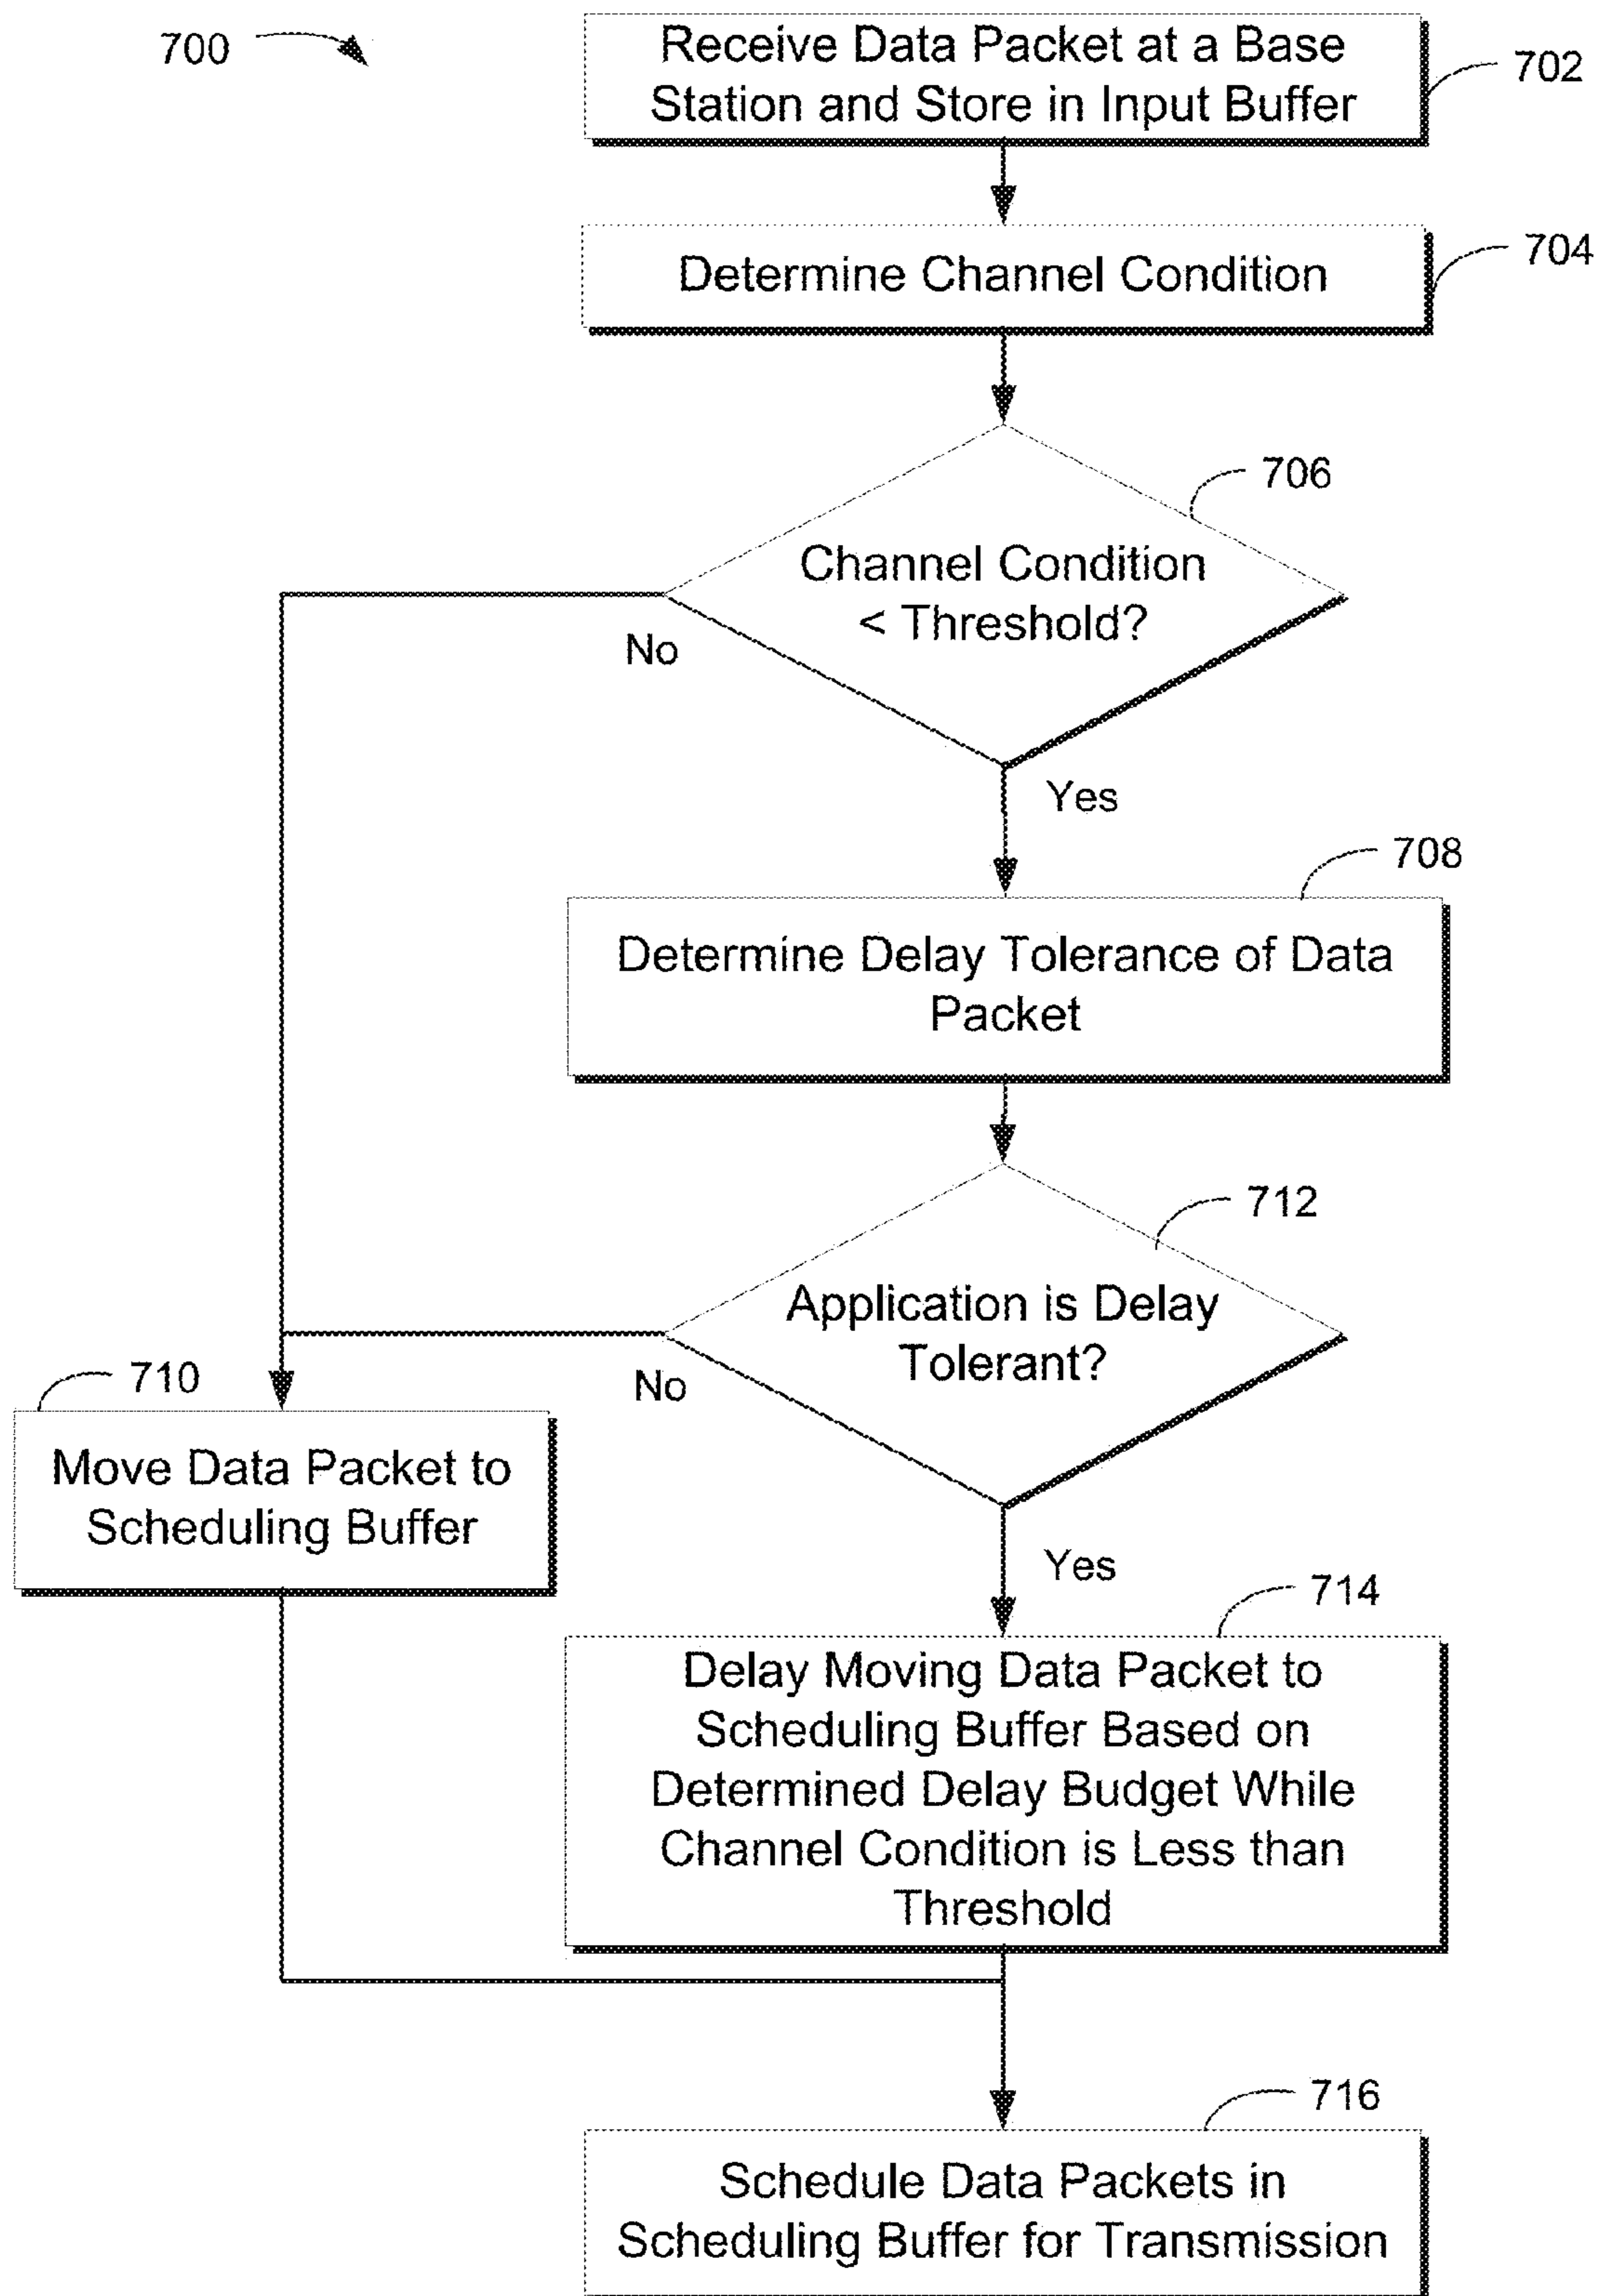 700
Receive Data Packet at a Base
Station and Store in Input Buffer
702
Determine Channel Condition
704
706
Channel Condition
< Threshold?
No
Yes
708
Determine Delay Tolerance of Data
Packet
712
Application is Delay
Tolerant?
No
710
Move Data Packet to
Scheduling Buffer
Yes
714
Delay Moving Data Packet to
Scheduling Buffer Based on
Determined Delay Budget While
Channel Condition is Less than
Threshold
716
Schedule Data Packets in
Scheduling Buffer for Transmission